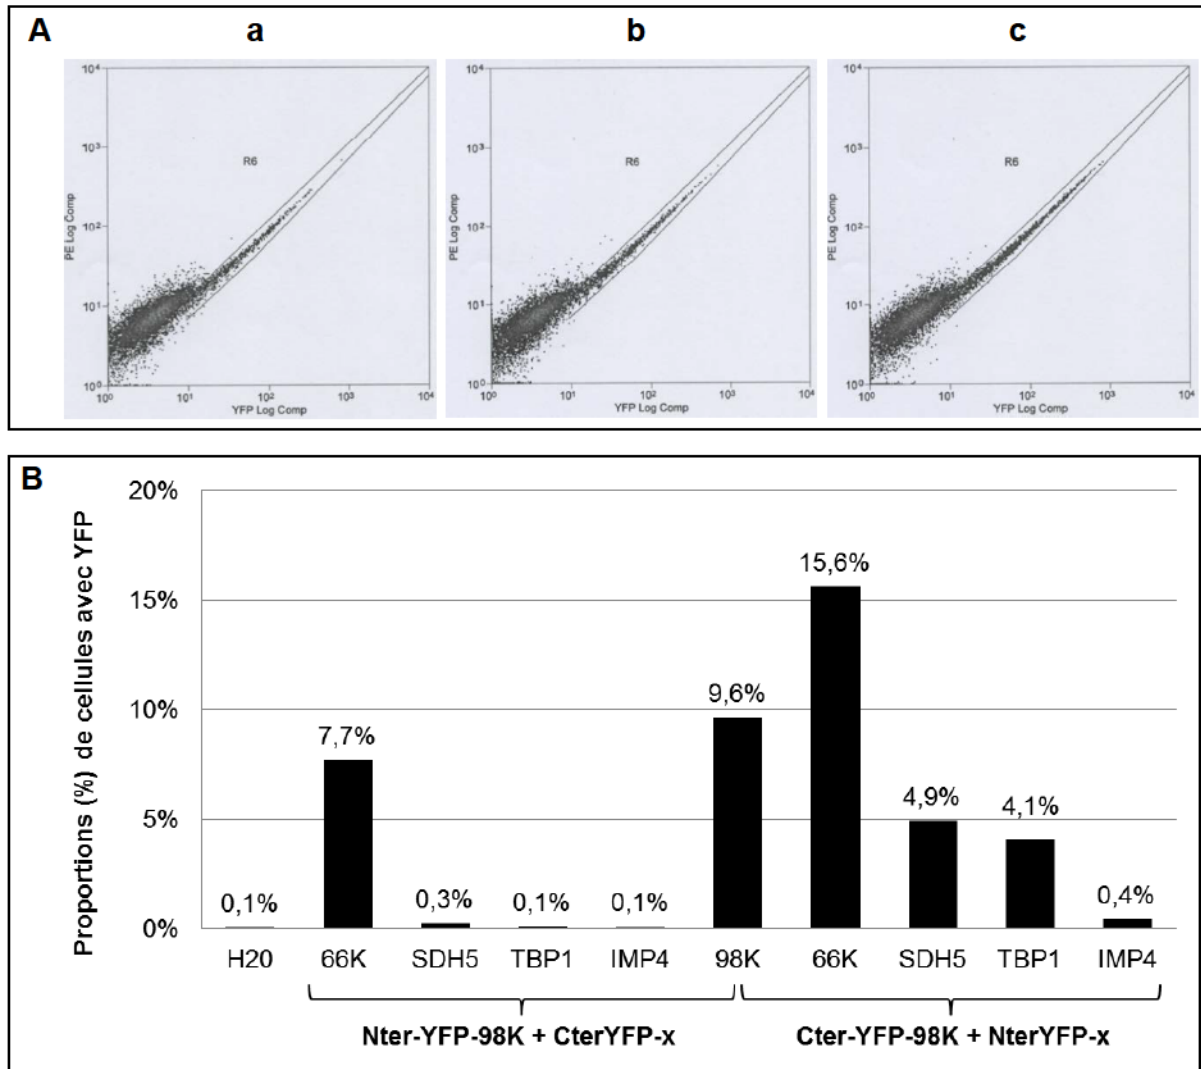 A
a
b
c
10⁴
10³
10²
10¹
10⁰
PE Log Comp
R6
10⁰ 10¹ 10² 10³ 10⁴
YFP Log Comp
10⁴
10³
10²
10¹
10⁰
PE Log Comp
R6
10⁰ 10¹ 10² 10³ 10⁴
YFP Log Comp
10⁴
10³
10²
10¹
10⁰
PE Log Comp
R6
10⁰ 10¹ 10² 10³ 10⁴
YFP Log Comp
B
Proportions (%) de cellules avec YFP
20%
15%
10%
5%
0%
0,1%
7,7%
0,3%
0,1%
0,1%
9,6%
15,6%
4,9%
4,1%
0,4%
H20 66K SDH5 TBP1 IMP4 98K 66K SDH5 TBP1 IMP4
Nter-YFP-98K + CterYFP-x
Cter-YFP-98K + NterYFP-x